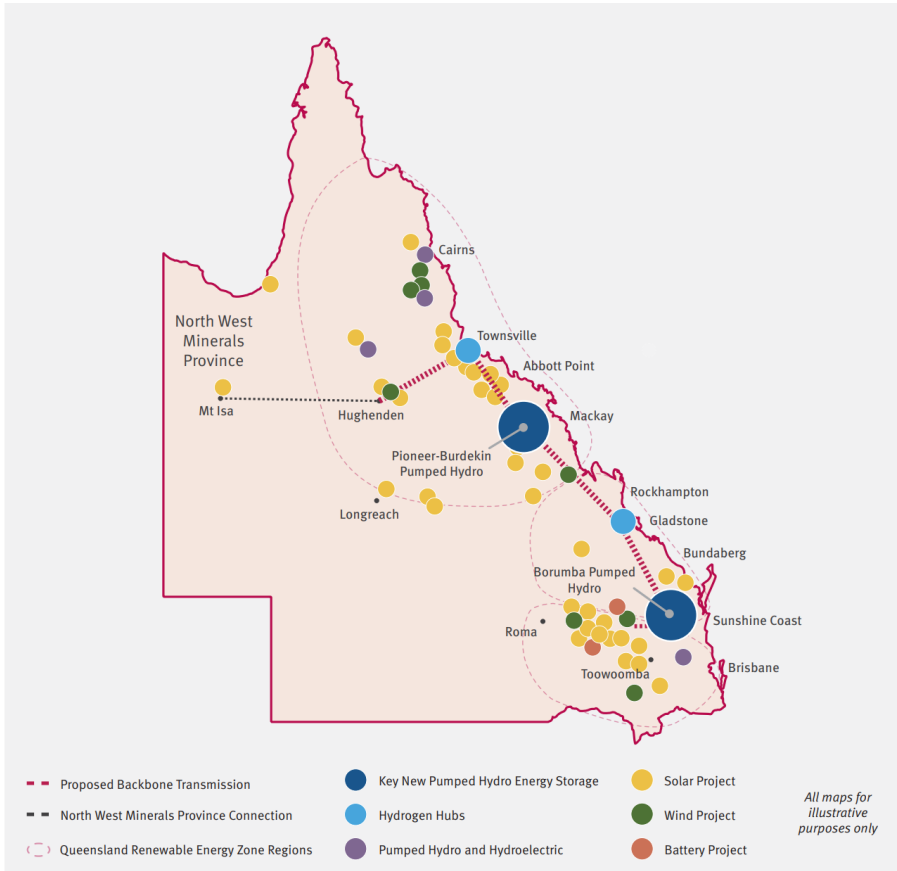 Cairns
North West
Minerals
Province
Townsville
Abbott Point
Mt Isa
Hughenden
Mackay
Pioneer-Burdekin
Pumped Hydro
Longreach
Rockhampton
Gladstone
Bundaberg
Borumba Pumped
Hydro
Roma
Sunshine Coast
Toowoomba
Brisbane
Proposed Backbone Transmission
North West Minerals Province Connection
Queensland Renewable Energy Zone Regions
Key New Pumped Hydro Energy Storage
Hydrogen Hubs
Pumped Hydro and Hydroelectric
Solar Project
Wind Project
Battery Project
All maps for
illustrative
purposes only